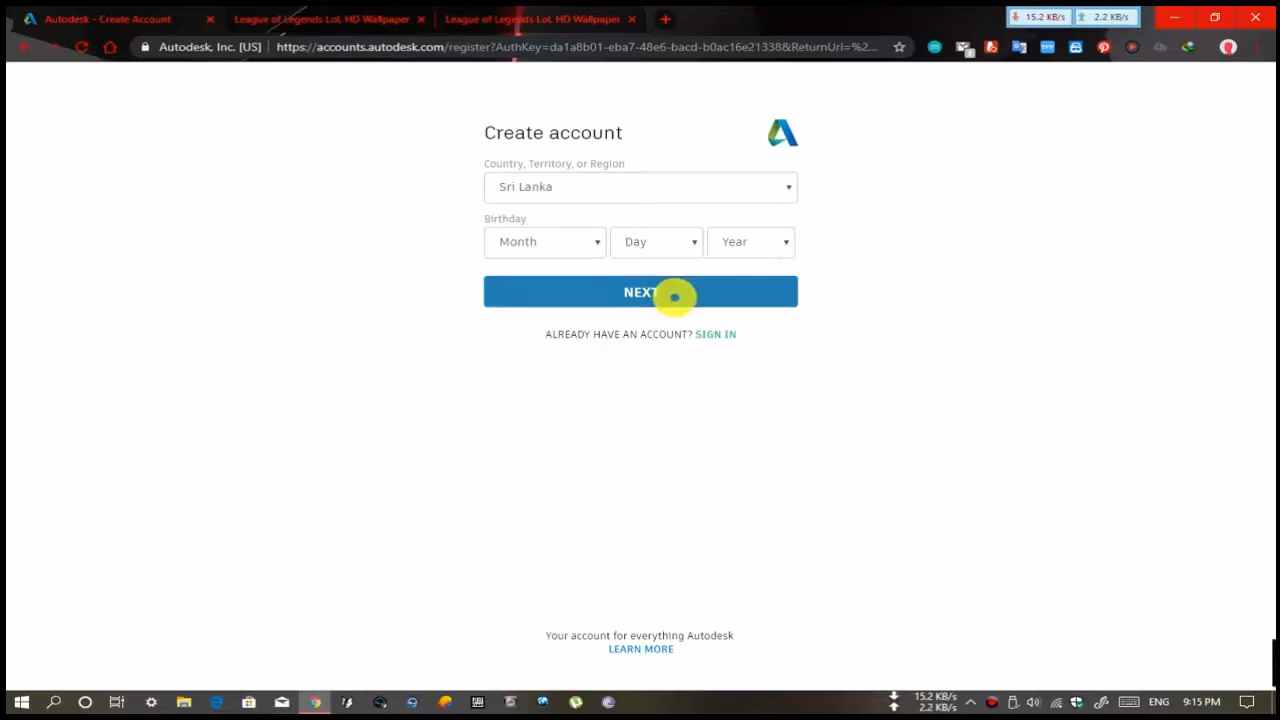 Autodesk - Create Account
League of Legends LoL HD Wallpaper
League of Legends LoL HD Wallpaper
15.2 KB/s
2.2 KB/s
Autodesk, Inc. [US]
https://accounts.autodesk.com/register?AuthKey=da1a8b01-eba7-48e6-bacd-b0ac16e21338&ReturnUrl=%2...
Create account
Country, Territory, or Region
Sri Lanka
Birthday
Month
Day
Year
NEXT
ALREADY HAVE AN ACCOUNT? SIGN IN
Your account for everything Autodesk
LEARN MORE
15.2 KB/s
2.2 KB/s
ENG
9:15 PM